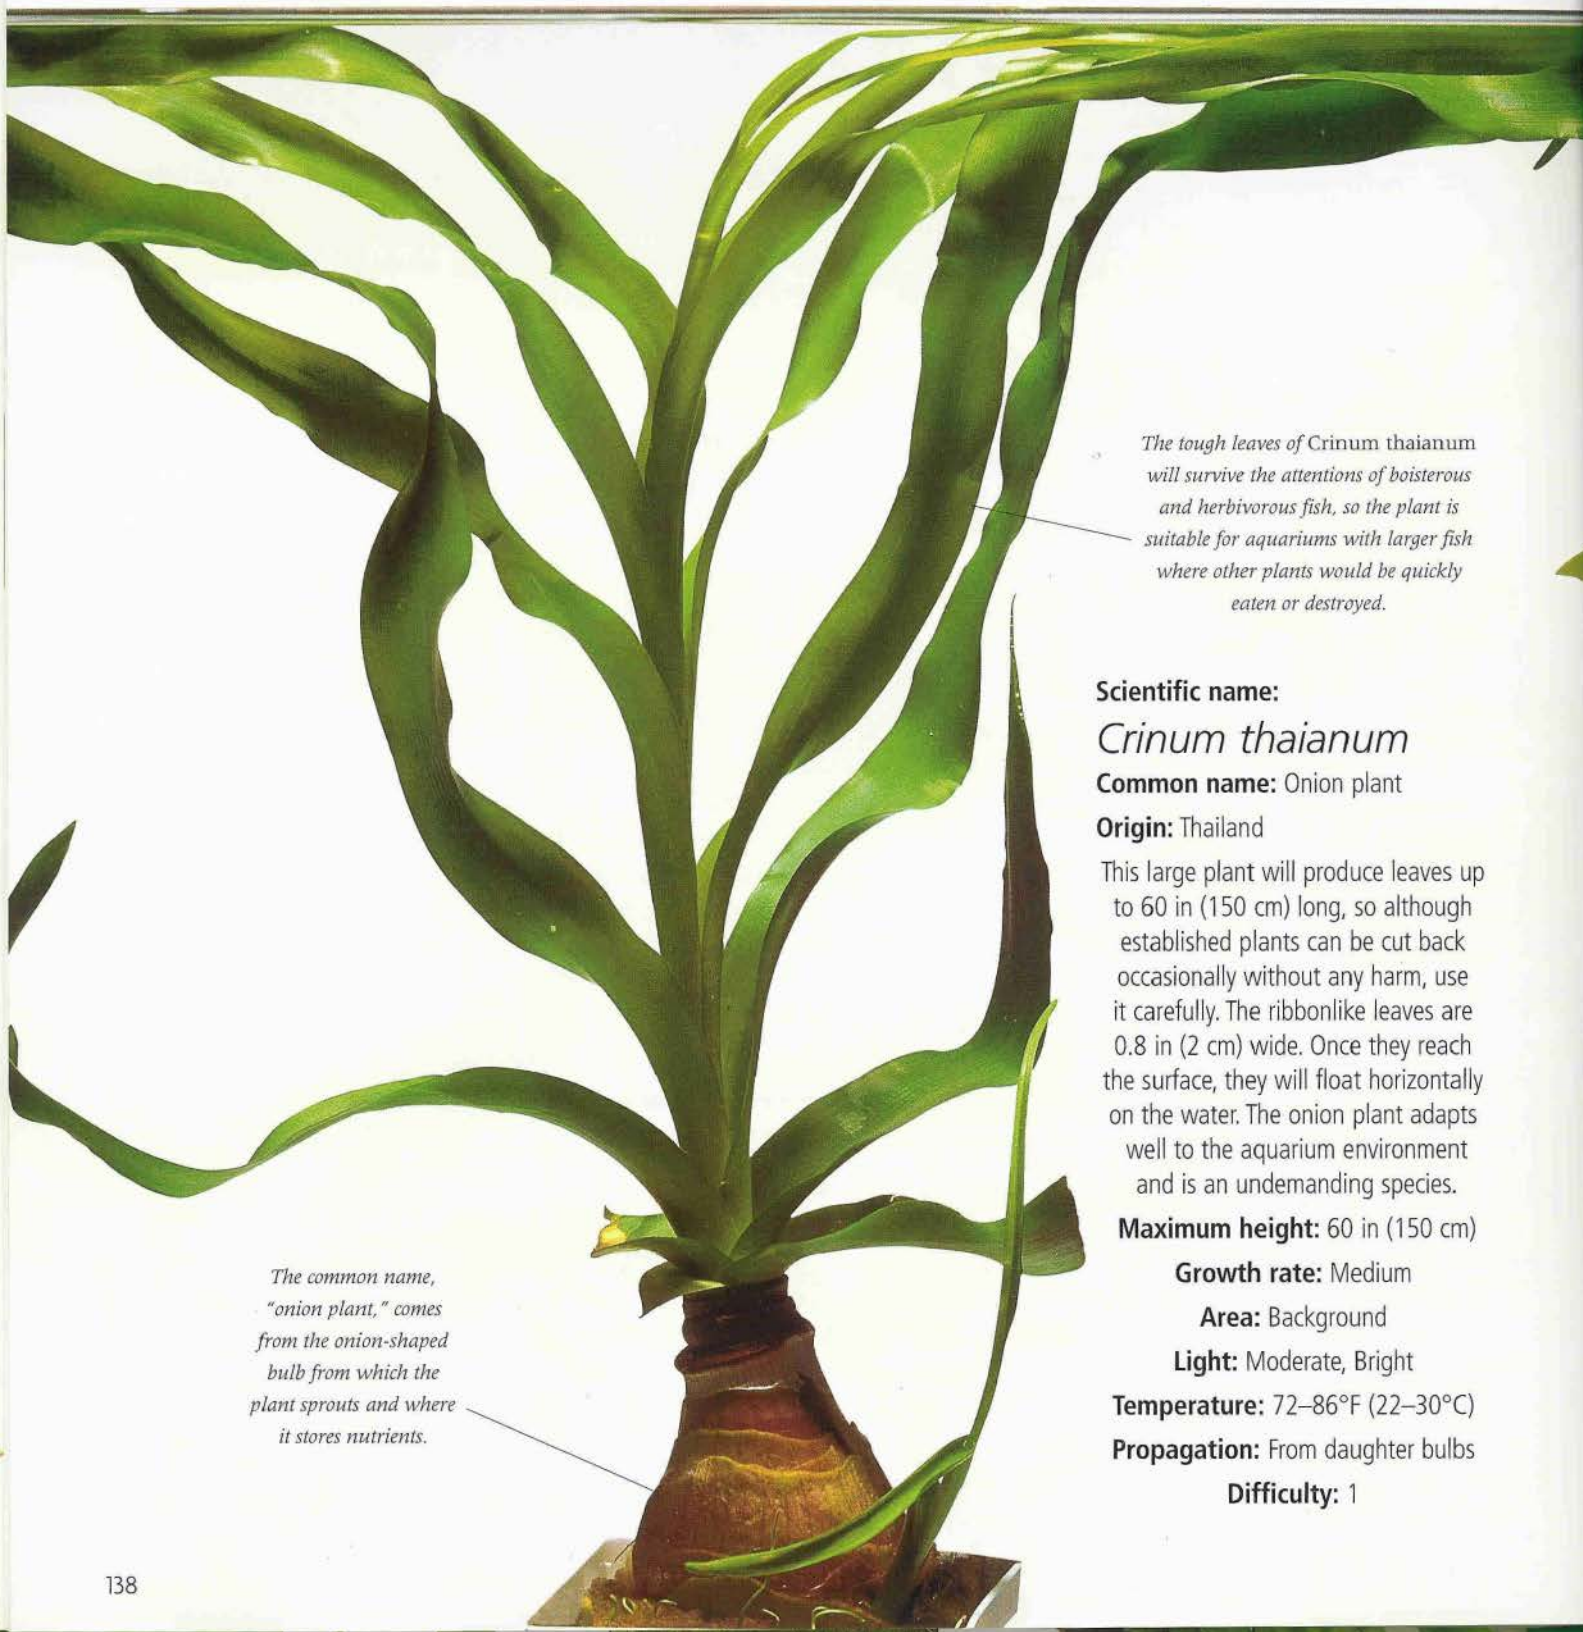 The tough leaves of Crinum thaianum
will survive the attentions of boisterous
and herbivorous fish, so the plant is
suitable for aquariums with larger fish
where other plants would be quickly
eaten or destroyed.
Scientific name:
Crinum thaianum
Common name: Onion plant
Origin: Thailand
This large plant will produce leaves up
to 60 in (150 cm) long, so although
established plants can be cut back
occasionally without any harm, use
it carefully. The ribbonlike leaves are
0.8 in (2 cm) wide. Once they reach
the surface, they will float horizontally
on the water. The onion plant adapts
well to the aquarium environment
and is an undemanding species.
Maximum height: 60 in (150 cm)
Growth rate: Medium
Area: Background
Light: Moderate, Bright
Temperature: 72–86°F (22–30°C)
Propagation: From daughter bulbs
Difficulty: 1
The common name,
“onion plant,” comes
from the onion-shaped
bulb from which the
plant sprouts and where
it stores nutrients.
138